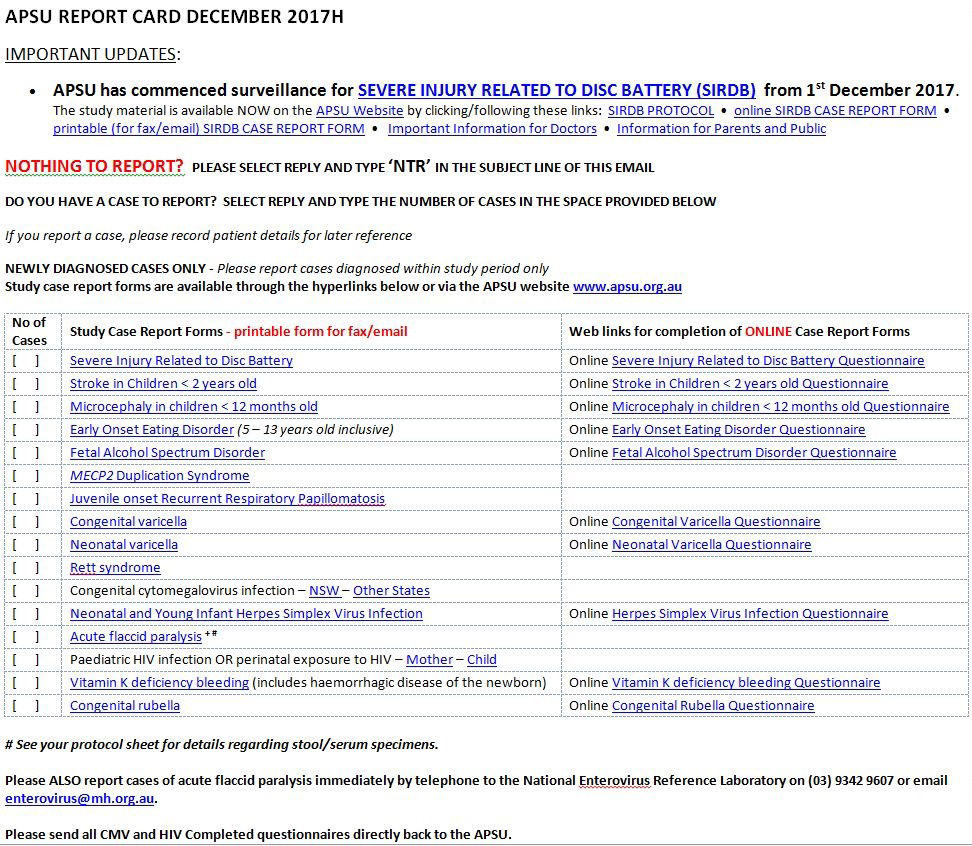 APSU REPORT CARD DECEMBER 2017H
IMPORTANT UPDATES:
• APSU has commenced surveillance for SEVERE INJURY RELATED TO DISC BATTERY (SIRDB) from 1st December 2017.
The study material is available NOW on the APSU Website by clicking/following these links: SIRDB PROTOCOL • online SIRDB CASE REPORT FORM •
printable (for fax/email) SIRDB CASE REPORT FORM • Important Information for Doctors • Information for Parents and Public
NOTHING TO REPORT? PLEASE SELECT REPLY AND TYPE ‘NTR’ IN THE SUBJECT LINE OF THIS EMAIL
DO YOU HAVE A CASE TO REPORT? SELECT REPLY AND TYPE THE NUMBER OF CASES IN THE SPACE PROVIDED BELOW
If you report a case, please record patient details for later reference
NEWLY DIAGNOSED CASES ONLY - Please report cases diagnosed within study period only
Study case report forms are available through the hyperlinks below or via the APSU website www.apsu.org.au
No of Cases Study Case Report Forms - printable form for fax/email Web links for completion of ONLINE Case Report Forms
[ ] Severe Injury Related to Disc Battery Online Severe Injury Related to Disc Battery Questionnaire
[ ] Stroke in Children < 2 years old Online Stroke in Children < 2 years old Questionnaire
[ ] Microcephaly in children < 12 months old Online Microcephaly in children < 12 months old Questionnaire
[ ] Early Onset Eating Disorder (5 – 13 years old inclusive) Online Early Onset Eating Disorder Questionnaire
[ ] Fetal Alcohol Spectrum Disorder Online Fetal Alcohol Spectrum Disorder Questionnaire
[ ] MECP2 Duplication Syndrome
[ ] Juvenile onset Recurrent Respiratory Papillomatosis
[ ] Congenital varicella Online Congenital Varicella Questionnaire
[ ] Neonatal varicella Online Neonatal Varicella Questionnaire
[ ] Rett syndrome
[ ] Congenital cytomegalovirus infection – NSW – Other States
[ ] Neonatal and Young Infant Herpes Simplex Virus Infection Online Herpes Simplex Virus Infection Questionnaire
[ ] Acute flaccid paralysis + #
[ ] Paediatric HIV infection OR perinatal exposure to HIV – Mother – Child
[ ] Vitamin K deficiency bleeding (includes haemorrhagic disease of the newborn) Online Vitamin K deficiency bleeding Questionnaire
[ ] Congenital rubella Online Congenital Rubella Questionnaire
# See your protocol sheet for details regarding stool/serum specimens.
Please ALSO report cases of acute flaccid paralysis immediately by telephone to the National Enterovirus Reference Laboratory on (03) 9342 9607 or email
enterovirus@mh.org.au.
Please send all CMV and HIV Completed questionnaires directly back to the APSU.